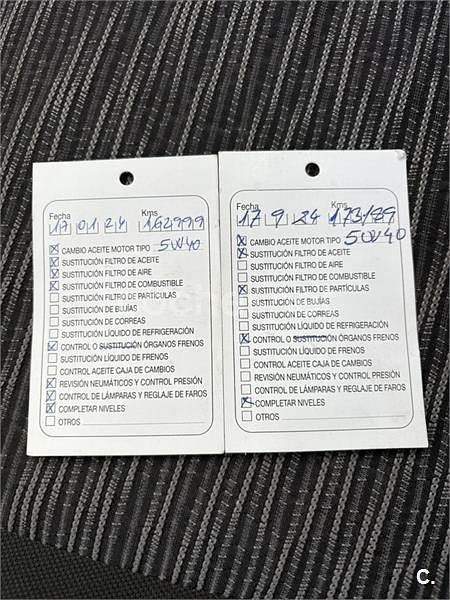 Fecha Kms
17 01 24 162999
CAMBIO ACEITE MOTOR TIPO 5W40
SUSTITUCIÓN FILTRO DE ACEITE
SUSTITUCIÓN FILTRO DE AIRE
SUSTITUCIÓN FILTRO DE COMBUSTIBLE
SUSTITUCIÓN FILTRO DE PARTÍCULAS
SUSTITUCIÓN DE BUJÍAS
SUSTITUCIÓN DE CORREAS
SUSTITUCIÓN LÍQUIDO DE REFRIGERACIÓN
CONTROL O SUSTITUCIÓN ÓRGANOS FRENOS
SUSTITUCIÓN LÍQUIDO DE FRENOS
CONTROL ACEITE CAJA DE CAMBIOS
REVISIÓN NEUMÁTICOS Y CONTROL PRESIÓN
CONTROL DE LÁMPARAS Y REGLAJE DE FAROS
COMPLETAR NIVELES
OTROS
Fecha Kms
17 9 24 173189
CAMBIO ACEITE MOTOR TIPO 5W40
SUSTITUCIÓN FILTRO DE ACEITE
SUSTITUCIÓN FILTRO DE AIRE
SUSTITUCIÓN FILTRO DE COMBUSTIBLE
SUSTITUCIÓN FILTRO DE PARTÍCULAS
SUSTITUCIÓN DE BUJÍAS
SUSTITUCIÓN DE CORREAS
SUSTITUCIÓN LÍQUIDO DE REFRIGERACIÓN
CONTROL O SUSTITUCIÓN ÓRGANOS FRENOS
SUSTITUCIÓN LÍQUIDO DE FRENOS
CONTROL ACEITE CAJA DE CAMBIOS
REVISIÓN NEUMÁTICOS Y CONTROL PRESIÓN
CONTROL DE LÁMPARAS Y REGLAJE DE FAROS
COMPLETAR NIVELES
OTROS
C.